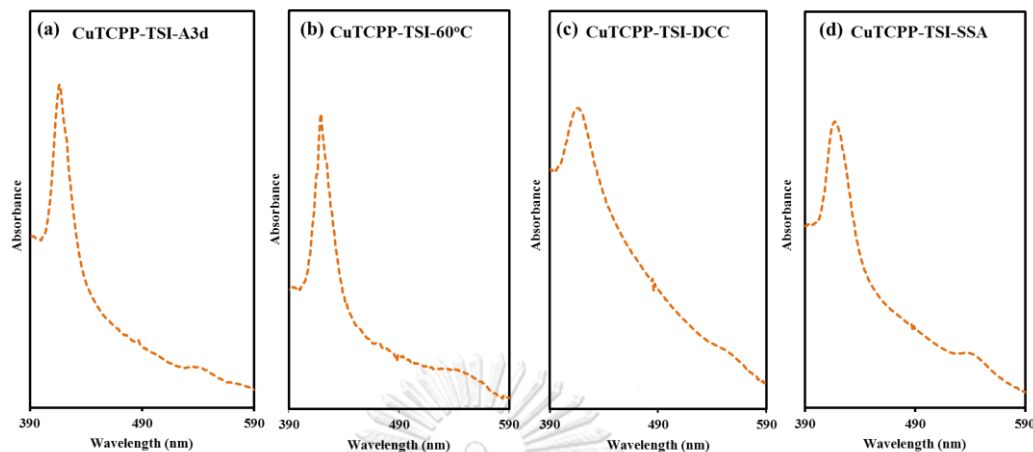 (a) CuTCPP-TSI-A3d
Absorbance
390 490 590
Wavelength (nm)
(b) CuTCPP-TSI-60°C
Absorbance
390 490 590
Wavelength (nm)
(c) CuTCPP-TSI-DCC
Absorbance
390 490 590
Wavelength (nm)
(d) CuTCPP-TSI-SSA
Absorbance
390 490 590
Wavelength (nm)